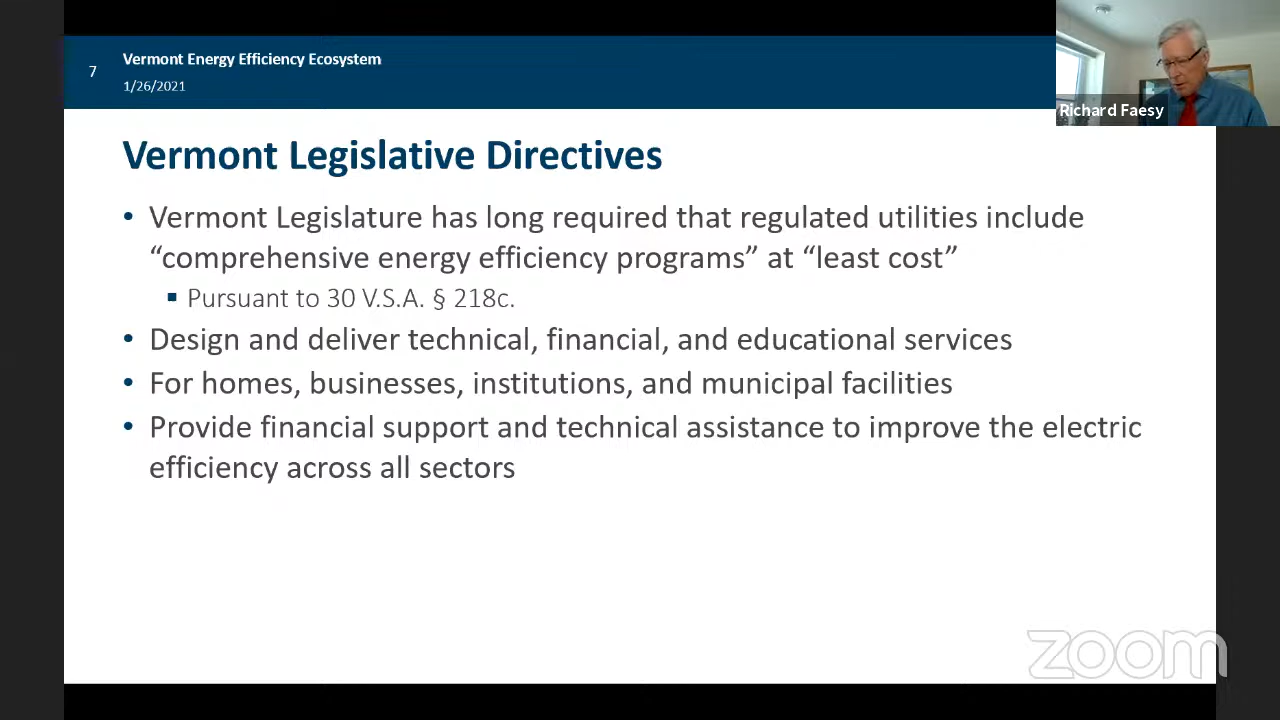 7
Vermont Energy Efficiency Ecosystem
1/26/2021
Richard Faesy
Vermont Legislative Directives
• Vermont Legislature has long required that regulated utilities include
“comprehensive energy efficiency programs” at “least cost”
▪ Pursuant to 30 V.S.A. § 218c.
• Design and deliver technical, financial, and educational services
• For homes, businesses, institutions, and municipal facilities
• Provide financial support and technical assistance to improve the electric
efficiency across all sectors
zoom